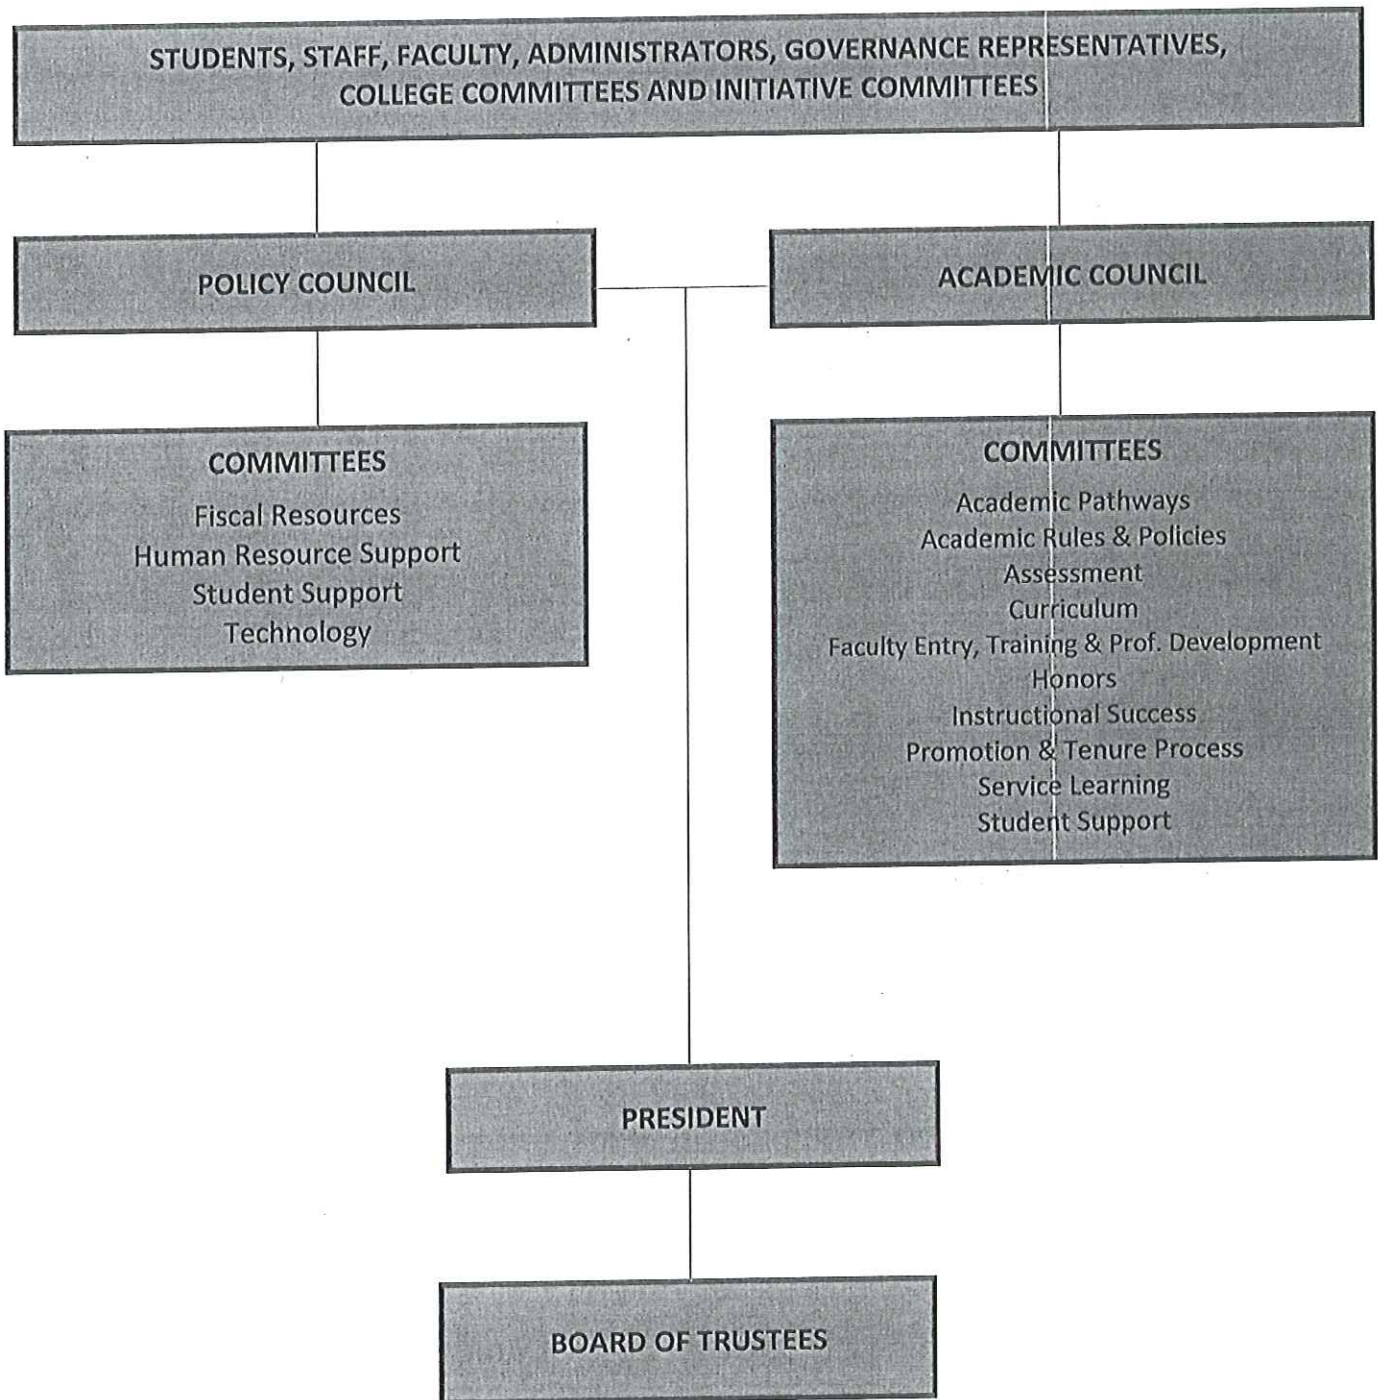 STUDENTS, STAFF, FACULTY, ADMINISTRATORS, GOVERNANCE REPRESENTATIVES,
COLLEGE COMMITTEES AND INITIATIVE COMMITTEES
POLICY COUNCIL
ACADEMIC COUNCIL
COMMITTEES
Fiscal Resources
Human Resource Support
Student Support
Technology
COMMITTEES
Academic Pathways
Academic Rules & Policies
Assessment
Curriculum
Faculty Entry, Training & Prof. Development
Honors
Instructional Success
Promotion & Tenure Process
Service Learning
Student Support
PRESIDENT
BOARD OF TRUSTEES